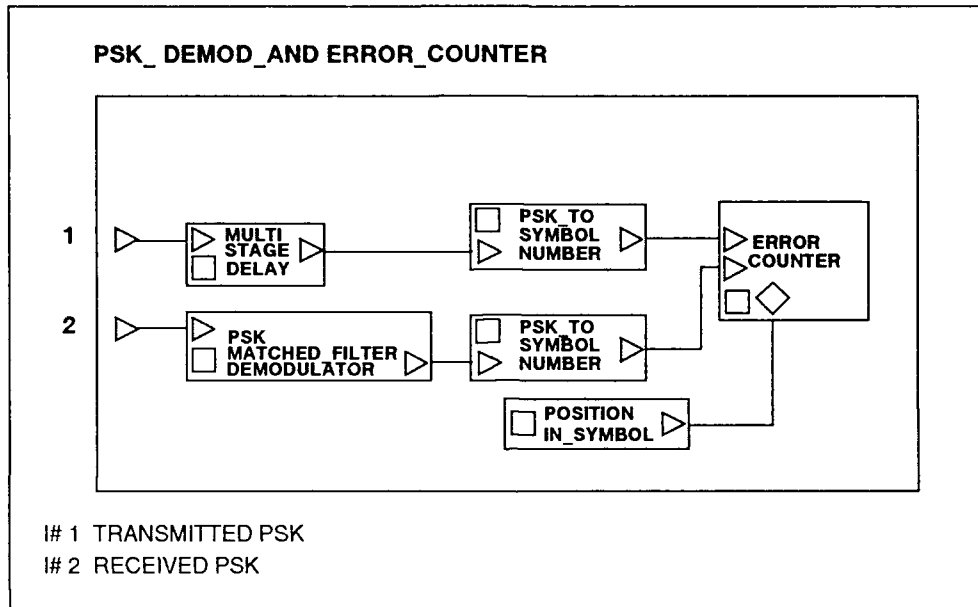 PSK_ DEMOD_AND ERROR_COUNTER
1
MULTI
STAGE
DELAY
PSK_TO
SYMBOL
NUMBER
ERROR
COUNTER
2
PSK
MATCHED_FILTER
DEMODULATOR
PSK_TO
SYMBOL
NUMBER
POSITION
IN_SYMBOL
I# 1 TRANSMITTED PSK
I# 2 RECEIVED PSK